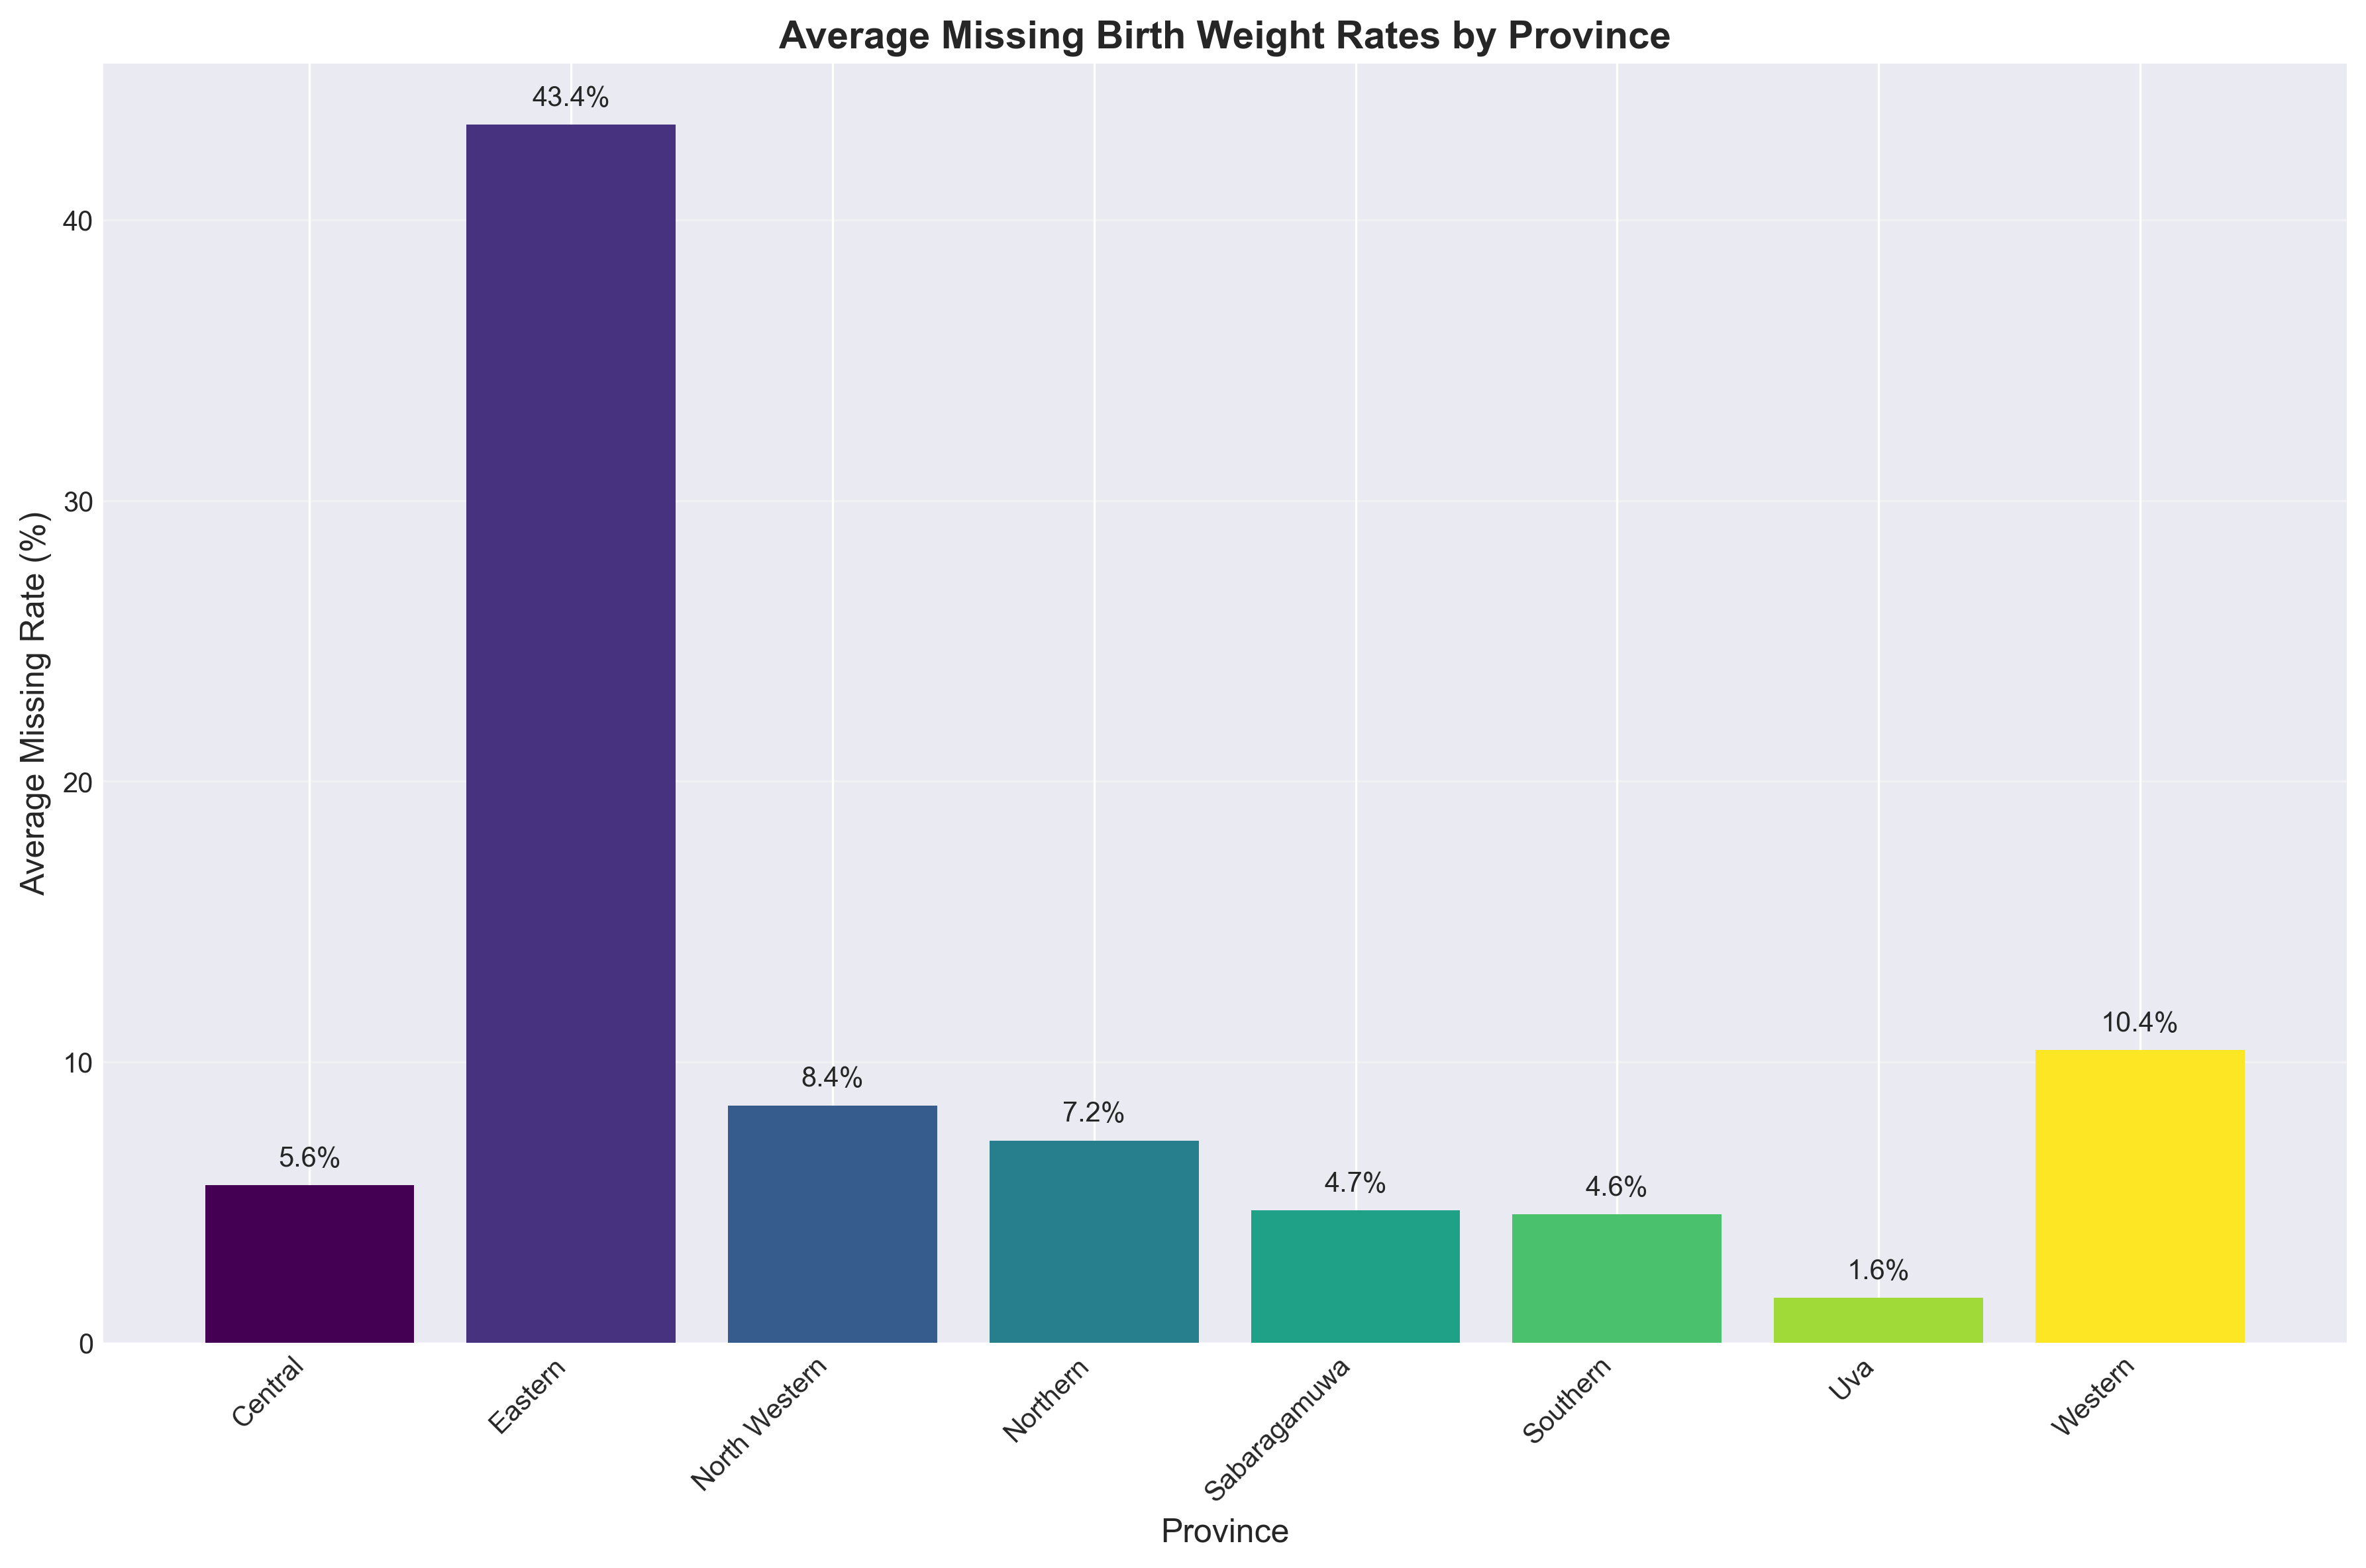 Average Missing Birth Weight Rates by Province
Average Missing Rate (%)
40
30
20
10
0
5.6%
43.4%
8.4%
7.2%
4.7%
4.6%
1.6%
10.4%
Central
Eastern
North Western
Northern
Sabaragamuwa
Southern
Uva
Western
Province